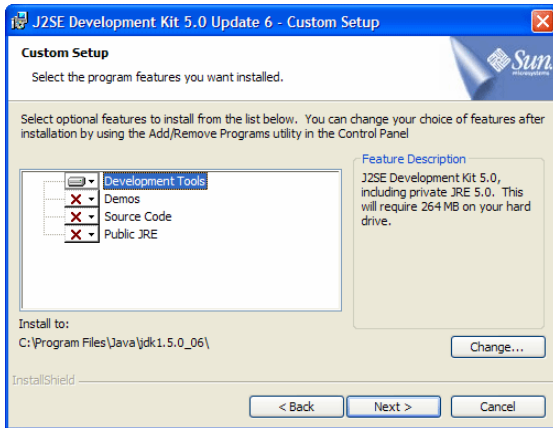 J2SE Development Kit 5.0 Update 6 - Custom Setup
Custom Setup
Select the program features you want installed.
Sun
microsystems
Select optional features to install from the list below. You can change your choice of features after
installation by using the Add/Remove Programs utility in the Control Panel
Development Tools
Demos
Source Code
Public JRE
Feature Description
J2SE Development Kit 5.0,
including private JRE 5.0. This
will require 264 MB on your hard
drive.
Install to:
C:\Program Files\Java\jdk1.5.0_06\
Change...
InstallShield
< Back
Next >
Cancel